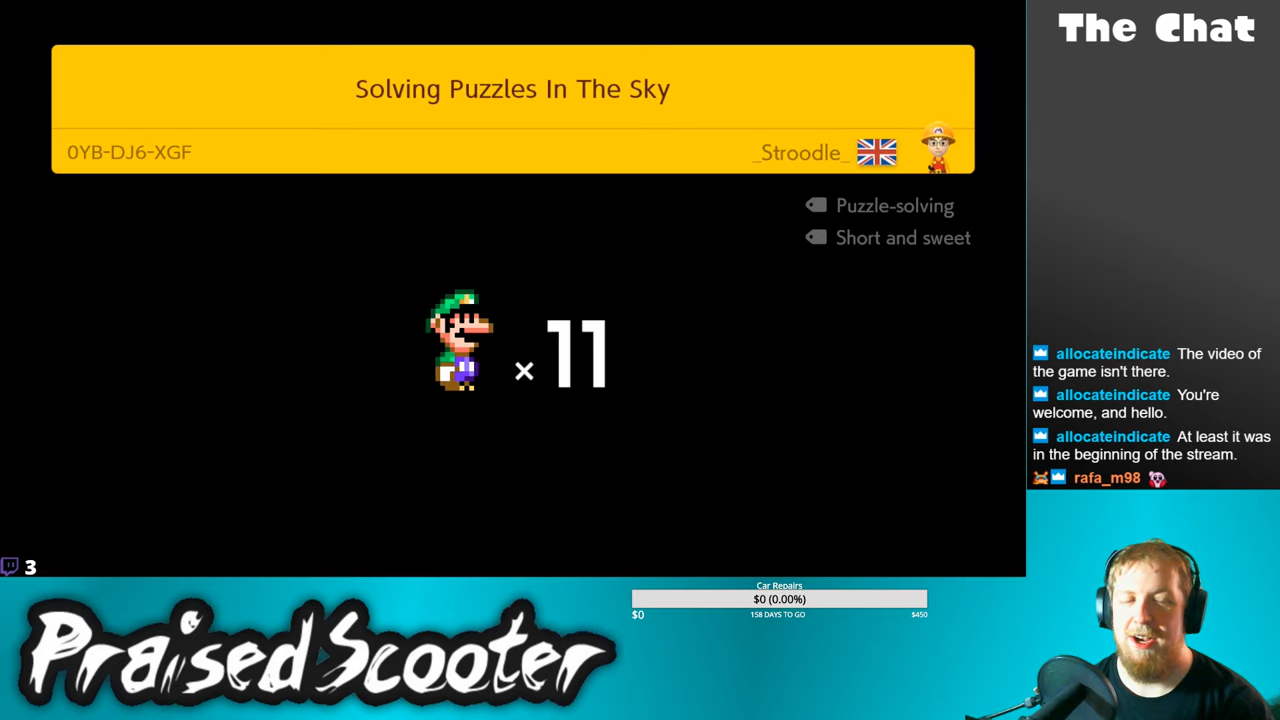 Solving Puzzles In The Sky
0YB-DJ6-XGF
_Stroodle_
Puzzle-solving
Short and sweet
× 11
3
The Chat
allocateindicate The video of
the game isn't there.
allocateindicate You're
welcome, and hello.
allocateindicate At least it was
in the beginning of the stream.
rafa_m98
Car Repairs
$0 (0.00%)
$0 158 DAYS TO GO $450
PraisedScooter